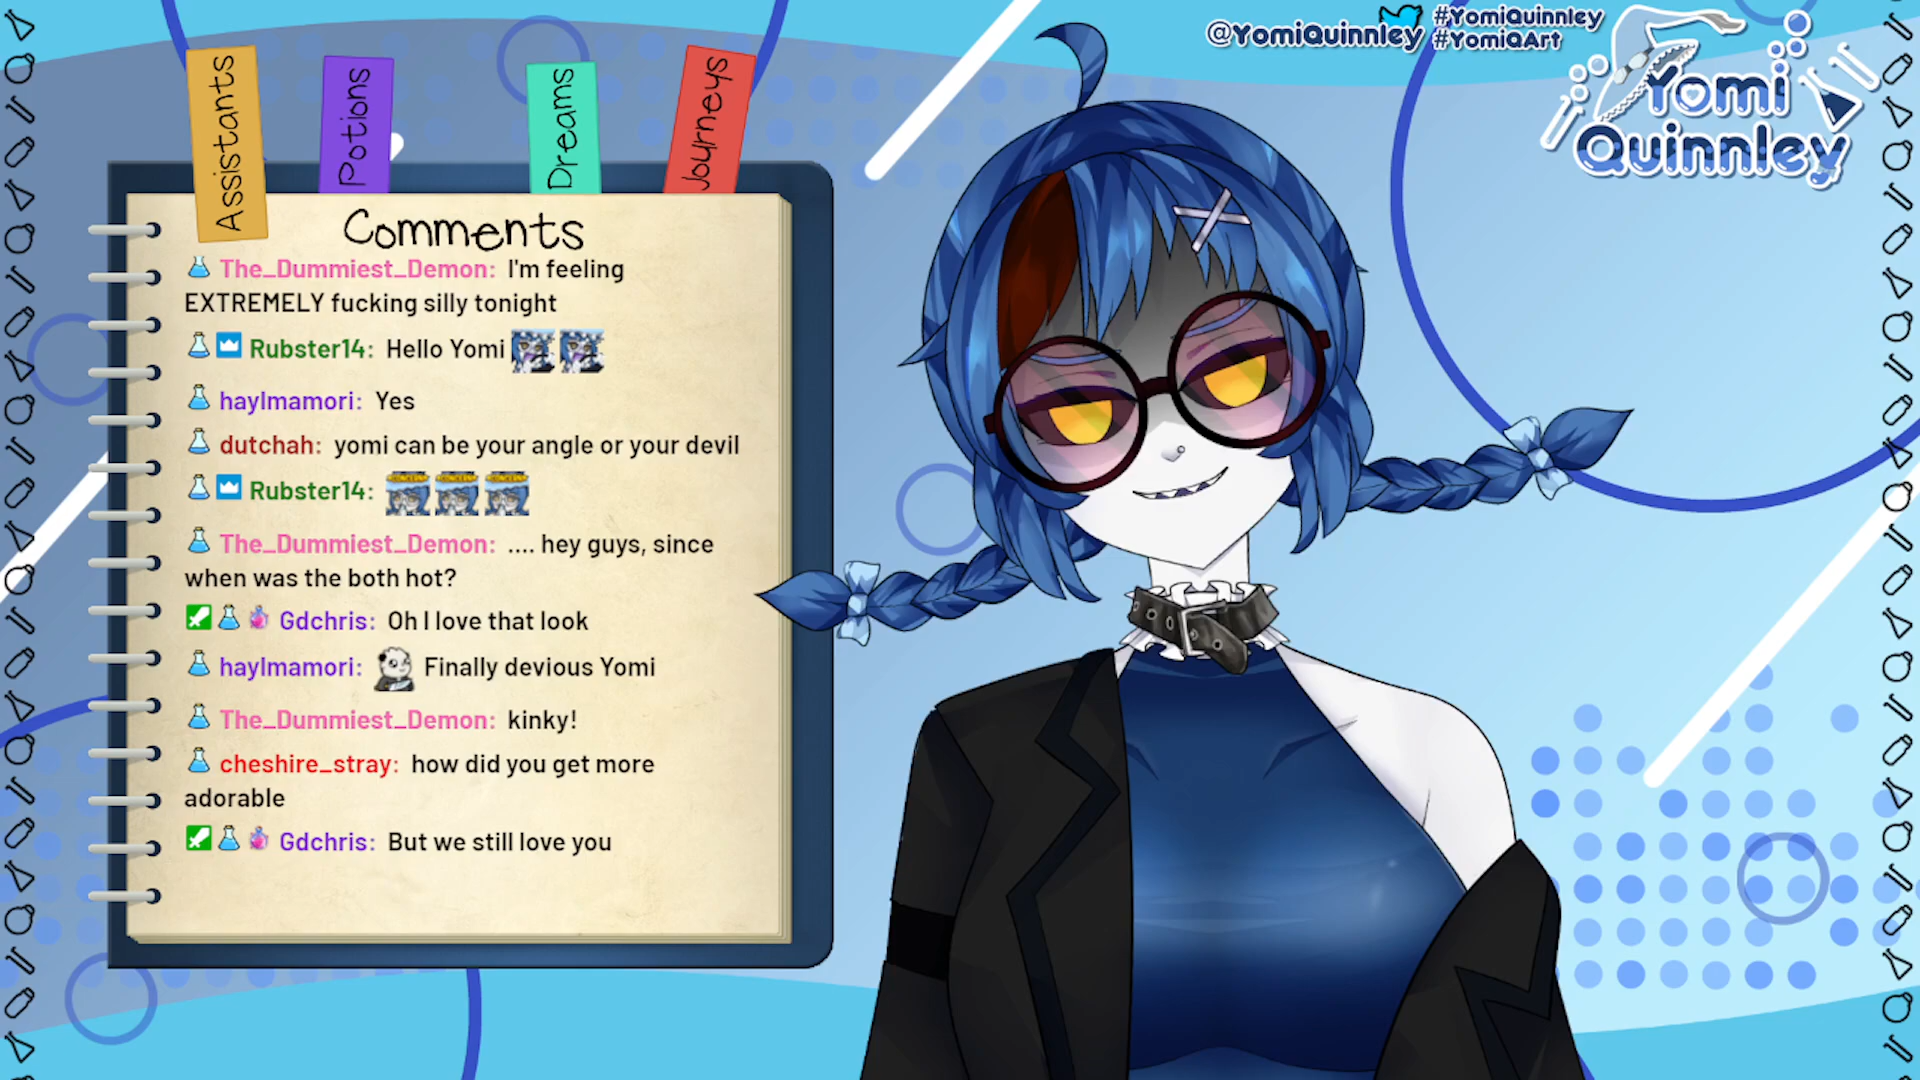 @YomiQuinnley #YomiQuinnley
#YomiQArt
Yomi
Quinnley
Assistants
Potions
Dreams
Journeys
Comments
The_Dummiest_Demon: I'm feeling
EXTREMELY fucking silly tonight
Rubster14: Hello Yomi
haylmamori: Yes
dutchah: yomi can be your angle or your devil
Rubster14: CONCERN CONCERN CONCERN
The_Dummiest_Demon: .... hey guys, since
when was the both hot?
Gdchris: Oh I love that look
haylmamori: Finally devious Yomi
The_Dummiest_Demon: kinky!
cheshire_stray: how did you get more
adorable
Gdchris: But we still love you